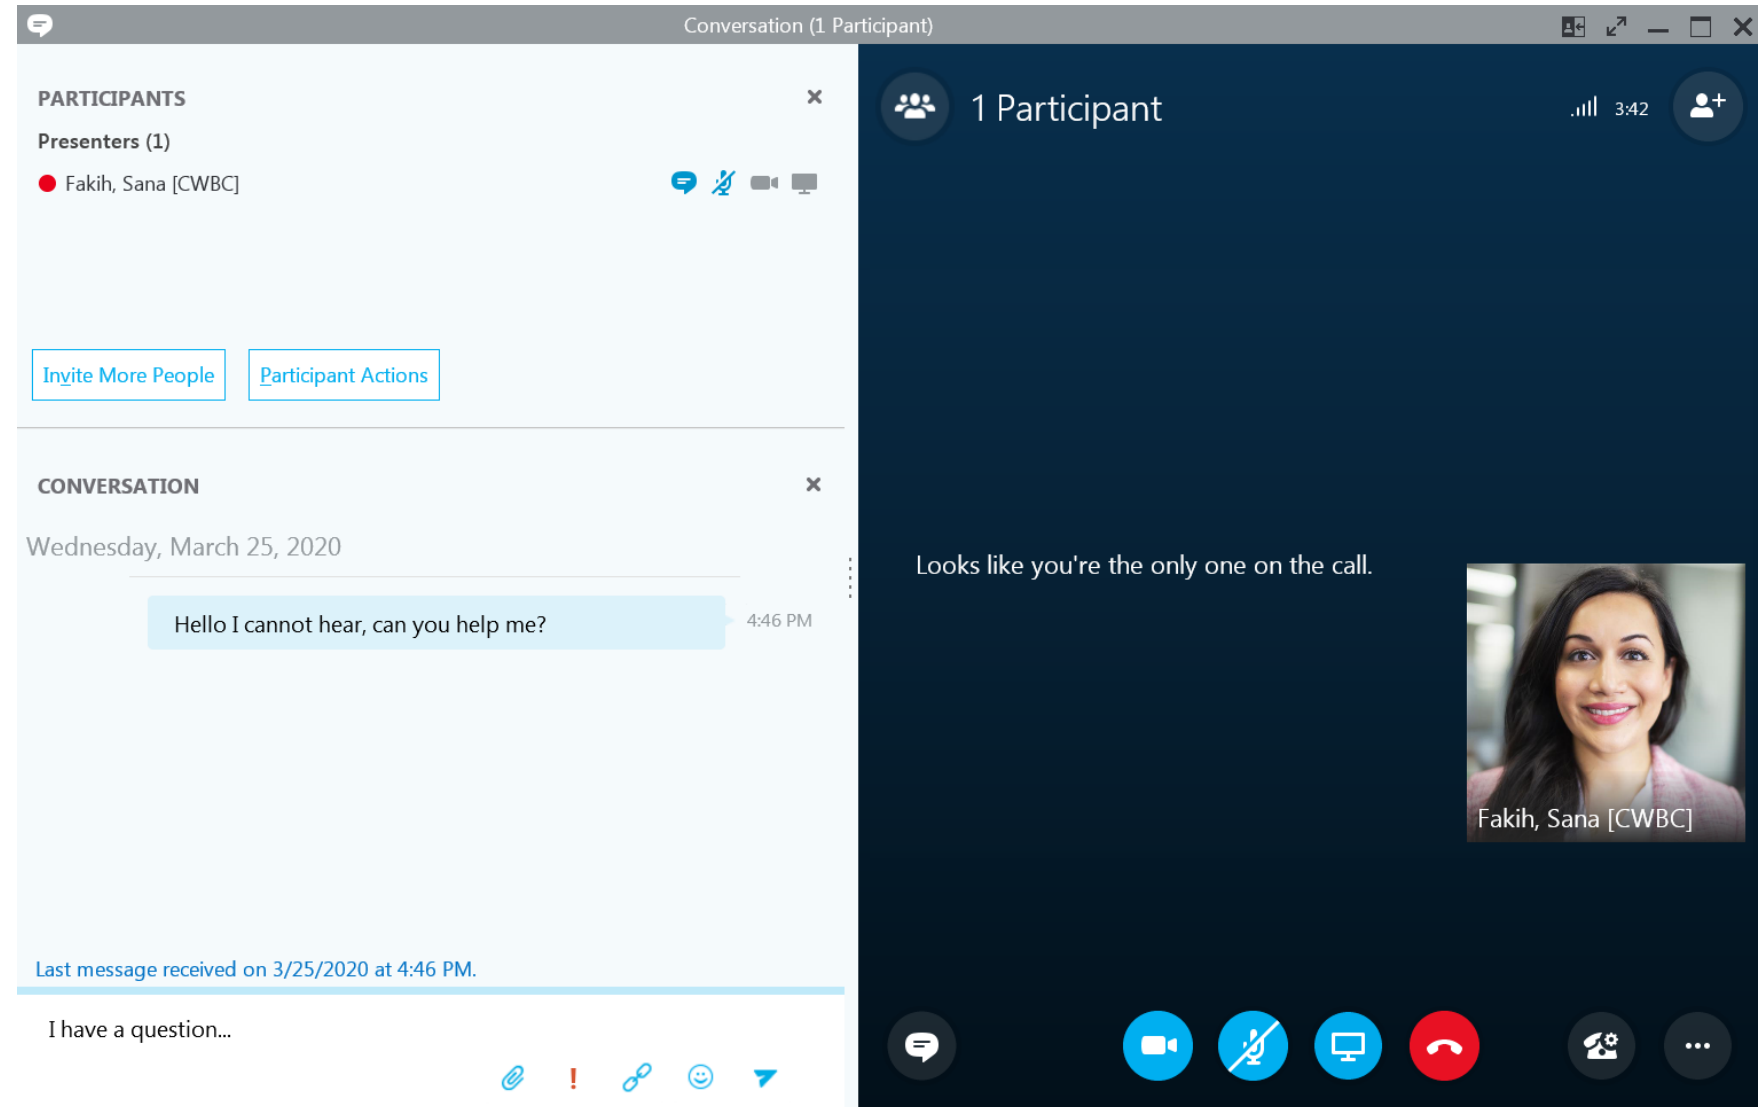 Conversation (1 Participant)
PARTICIPANTS
Presenters (1)
Fakih, Sana [CWBC]
Invite More People
Participant Actions
CONVERSATION
Wednesday, March 25, 2020
Hello I cannot hear, can you help me?
4:46 PM
Last message received on 3/25/2020 at 4:46 PM.
I have a question...
1 Participant
3:42
Looks like you're the only one on the call.
Fakih, Sana [CWBC]